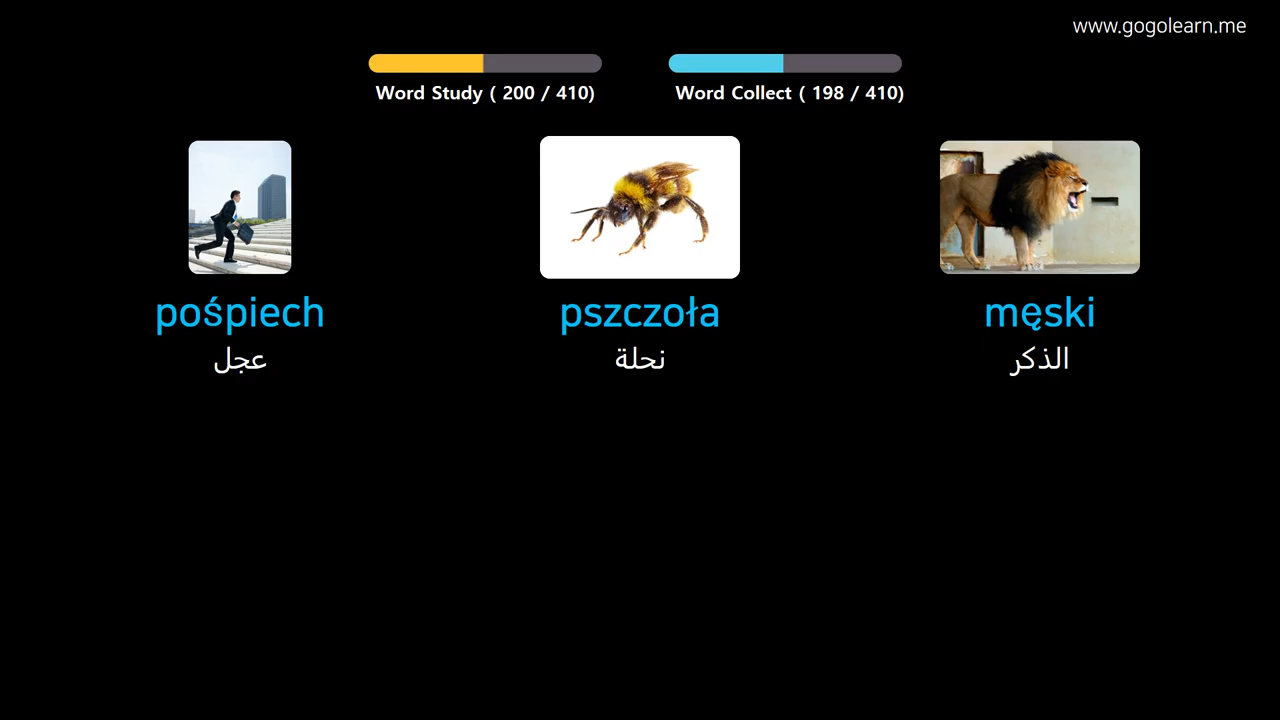 www.gogolearn.me
Word Study ( 200 / 410)
Word Collect ( 198 / 410)
pośpiech
عجل
pszczoła
نحلة
męski
الذكر